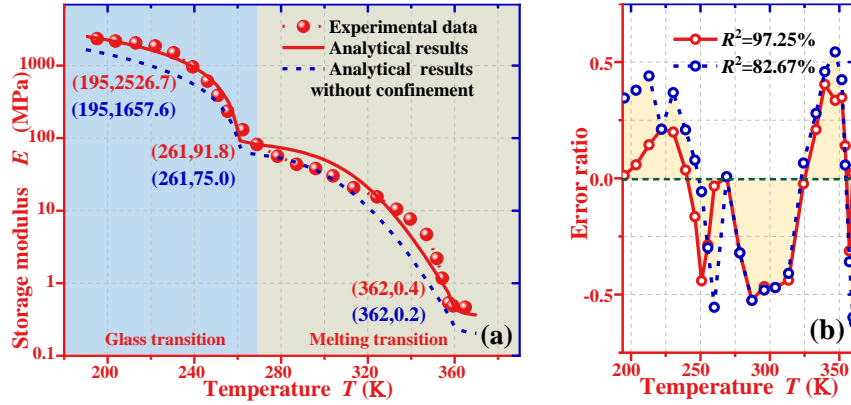 Experimental data
Analytical results
Analytical results
without confinement
(195,2526.7)
(195,1657.6)
(261,91.8)
(261,75.0)
(362,0.4)
(362,0.2)
Glass transition
Melting transition
(a)
1000
100
10
1
0.1
200
240
280
320
360
Storage modulus E (MPa)
Temperature T (K)
R²=97.25%
R²=82.67%
0.5
0.0
-0.5
200
250
300
350
Error ratio
Temperature T (K)
(b)